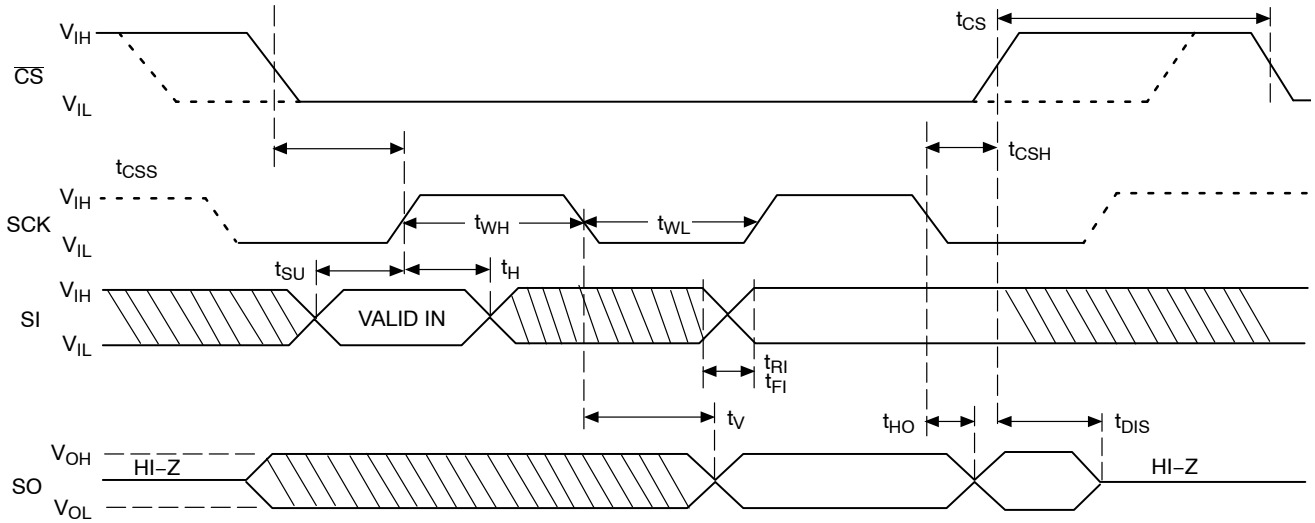 V_IH
t_CS
C̅S̅
V_IL
t_CSS
t_CSH
V_IH
SCK
t_WH
t_WL
V_IL
t_SU
t_H
V_IH
SI
VALID IN
V_IL
t_RI
t_FI
t_V
t_HO
t_DIS
V_OH
HI–Z
HI–Z
SO
V_OL